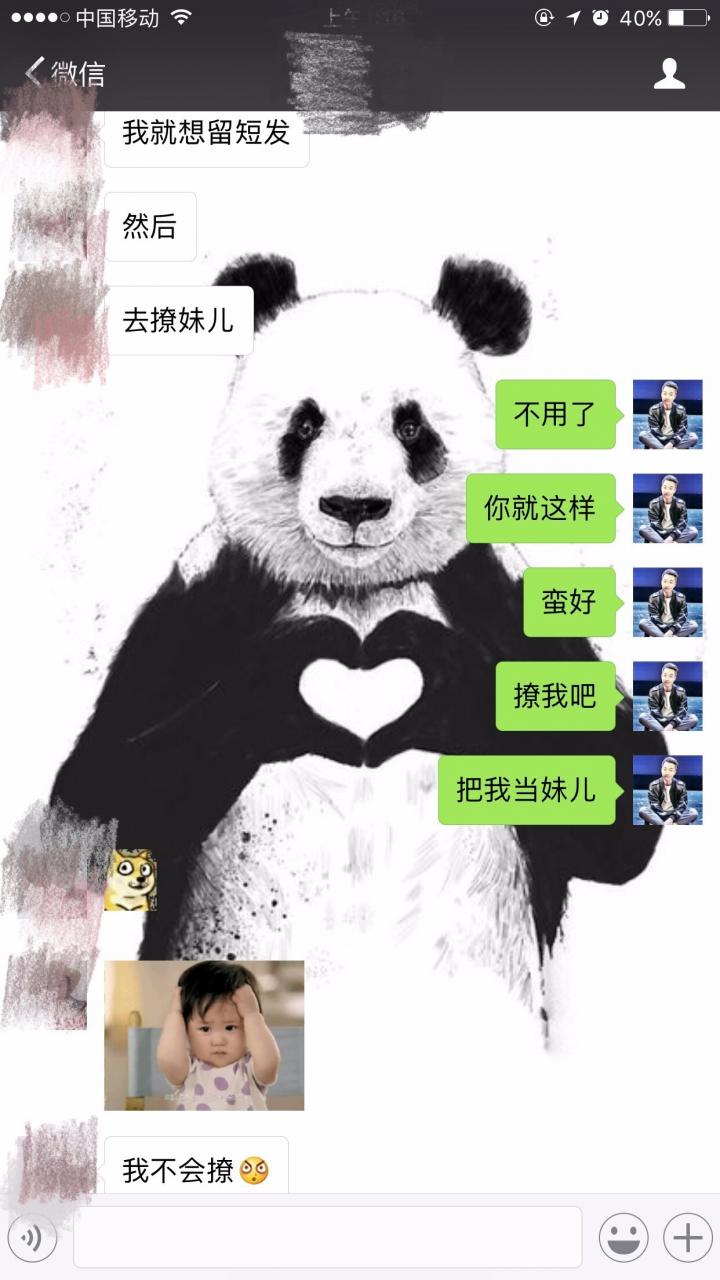 中国移动
40%
微信
我就想留短发
然后
去撩妹儿
不用了
你就这样
蛮好
撩我吧
把我当妹儿
我不会撩